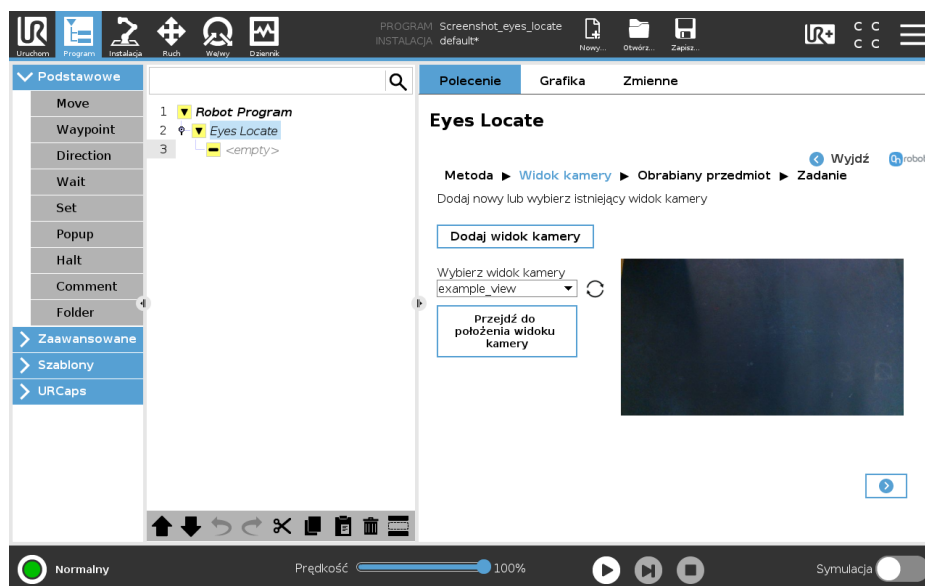 PROGRAM Screenshot_eyes_locate
INSTALACJA default*
Uruchom Program Instalacja Ruch We/wy Dziennik Nowy... Otwórz... Zapisz...
UR+
C C
C C
Podstawowe
Move
Waypoint
Direction
Wait
Set
Popup
Halt
Comment
Folder
Zaawansowane
Szablony
URCaps
1 Robot Program
2 Eyes Locate
3 <empty>
Polecenie Grafika Zmienne
Eyes Locate
Wyjdź
OnRobot
Metoda ▶ Widok kamery ▶ Obrabiany przedmiot ▶ Zadanie
Dodaj nowy lub wybierz istniejący widok kamery
Dodaj widok kamery
Wybierz widok kamery
example_view
Przejdź do
położenia widoku
kamery
Normalny
Prędkość 100%
Symulacja